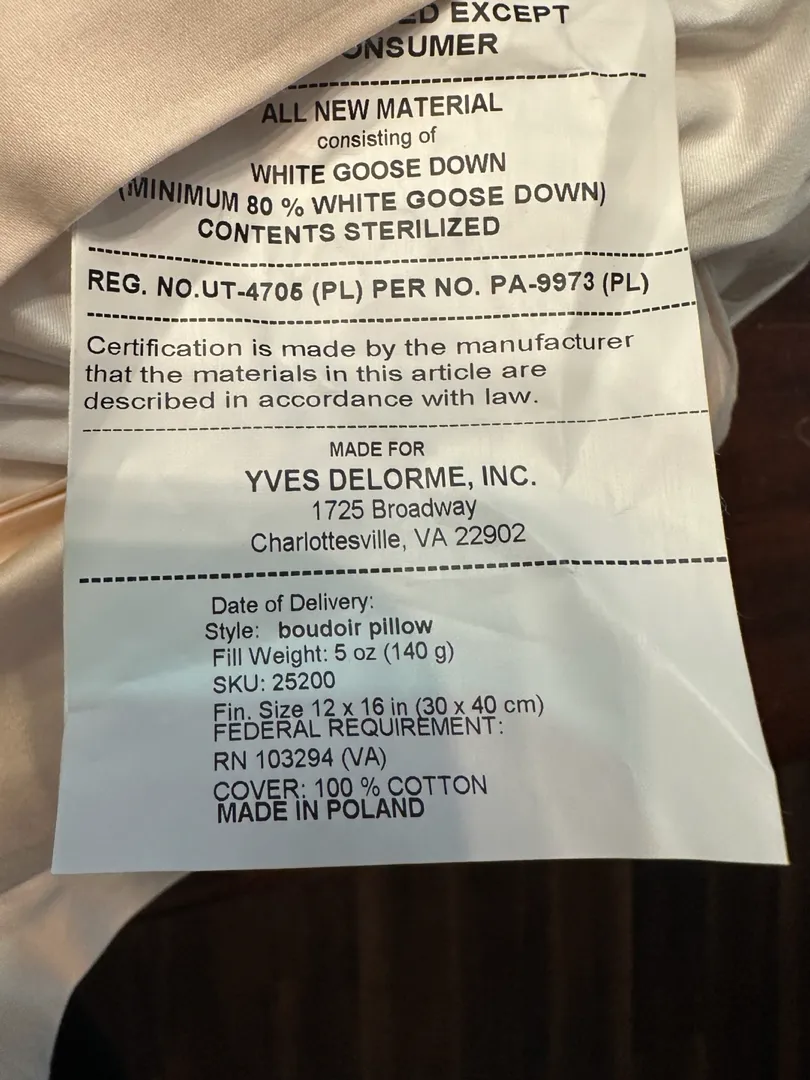 EXCEPT
ALL NEW MATERIAL
consisting of
WHITE GOOSE DOWN
(MINIMUM 80 % WHITE GOOSE DOWN)
CONTENTS STERILIZED
REG. NO.UT-4705 (PL) PER NO. PA-9973 (PL)
Certification is made by the manufacturer
that the materials in this article are
described in accordance with law.
MADE FOR
YVES DELORME, INC.
1725 Broadway
Charlottesville, VA 22902
Date of Delivery:
Style: boudoir pillow
Fill Weight: 5 oz (140 g)
SKU: 25200
Fin. Size 12 x 16 in (30 x 40 cm)
FEDERAL REQUIREMENT:
RN 103294 (VA)
COVER: 100 % COTTON
MADE IN POLAND